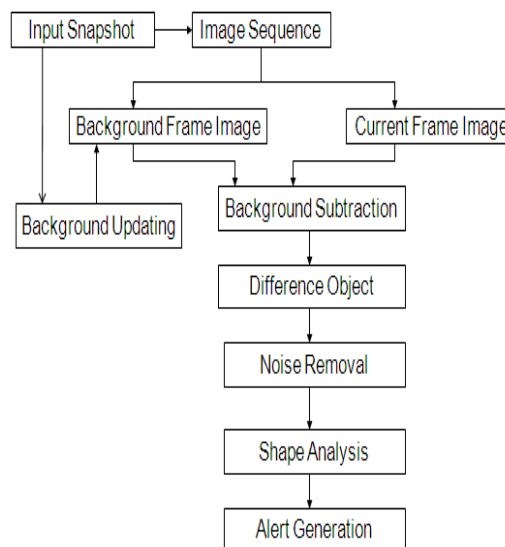 Input Snapshot
Image Sequence
Background Frame Image
Current Frame Image
Background Updating
Background Subtraction
Difference Object
Noise Removal
Shape Analysis
Alert Generation